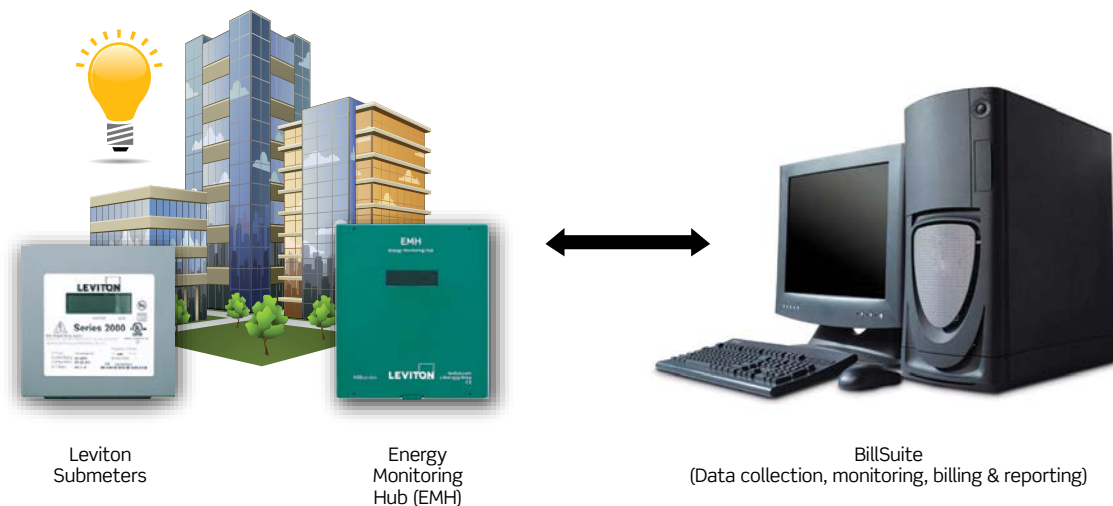 LEVITON
Series 2000
EMH
Energy Monitoring Hub
LEVITON
Leviton
Submeters
Energy
Monitoring
Hub (EMH)
BillSuite
(Data collection, monitoring, billing & reporting)